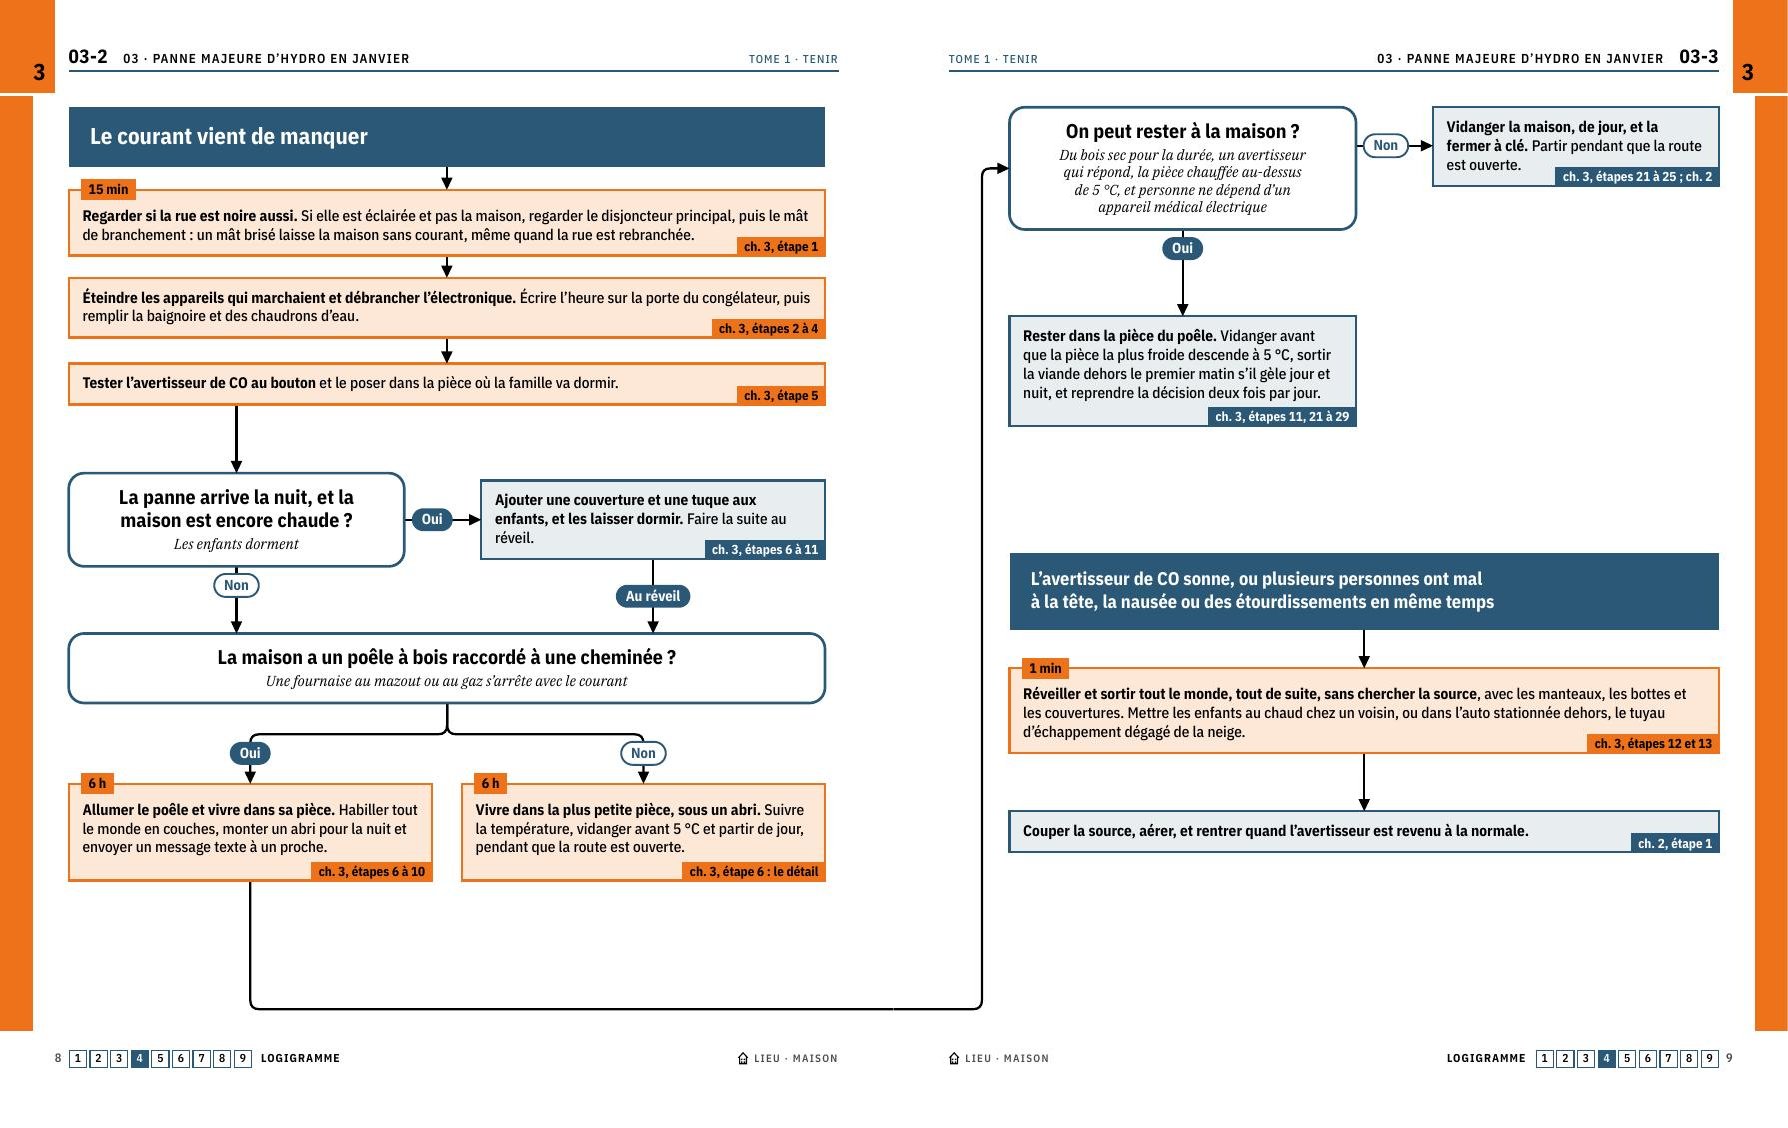 3
03-2 03 · PANNE MAJEURE D’HYDRO EN JANVIER
TOME 1 · TENIR
Le courant vient de manquer
15 min
Regarder si la rue est noire aussi. Si elle est éclairée et pas la maison, regarder le disjoncteur principal, puis le mât
de branchement : un mât brisé laisse la maison sans courant, même quand la rue est rebranchée.
ch. 3, étape 1
Éteindre les appareils qui marchaient et débrancher l’électronique. Écrire l’heure sur la porte du congélateur, puis
remplir la baignoire et des chaudrons d’eau.
ch. 3, étapes 2 à 4
Tester l’avertisseur de CO au bouton et le poser dans la pièce où la famille va dormir.
ch. 3, étape 5
La panne arrive la nuit, et la
maison est encore chaude ?
Les enfants dorment
Oui
Ajouter une couverture et une tuque aux
enfants, et les laisser dormir. Faire la suite au
réveil.
ch. 3, étapes 6 à 11
Non
Au réveil
La maison a un poêle à bois raccordé à une cheminée ?
Une fournaise au mazout ou au gaz s’arrête avec le courant
Oui
Non
6 h
Allumer le poêle et vivre dans sa pièce. Habiller tout
le monde en couches, monter un abri pour la nuit et
envoyer un message texte à un proche.
ch. 3, étapes 6 à 10
6 h
Vivre dans la plus petite pièce, sous un abri. Suivre
la température, vidanger avant 5 °C et partir de jour,
pendant que la route est ouverte.
ch. 3, étape 6 : le détail
8 1 2 3 4 5 6 7 8 9 LOGIGRAMME
LIEU · MAISON
TOME 1 · TENIR
03 · PANNE MAJEURE D’HYDRO EN JANVIER 03-3
3
On peut rester à la maison ?
Du bois sec pour la durée, un avertisseur
qui répond, la pièce chauffée au-dessus
de 5 °C, et personne ne dépend d’un
appareil médical électrique
Non
Vidanger la maison, de jour, et la
fermer à clé. Partir pendant que la route
est ouverte.
ch. 3, étapes 21 à 25 ; ch. 2
Oui
Rester dans la pièce du poêle. Vidanger avant
que la pièce la plus froide descende à 5 °C, sortir
la viande dehors le premier matin s’il gèle jour et
nuit, et reprendre la décision deux fois par jour.
ch. 3, étapes 11, 21 à 29
L’avertisseur de CO sonne, ou plusieurs personnes ont mal
à la tête, la nausée ou des étourdissements en même temps
1 min
Réveiller et sortir tout le monde, tout de suite, sans chercher la source, avec les manteaux, les bottes et
les couvertures. Mettre les enfants au chaud chez un voisin, ou dans l’auto stationnée dehors, le tuyau
d’échappement dégagé de la neige.
ch. 3, étapes 12 et 13
Couper la source, aérer, et rentrer quand l’avertisseur est revenu à la normale.
ch. 2, étape 1
LIEU · MAISON
LOGIGRAMME 1 2 3 4 5 6 7 8 9 9